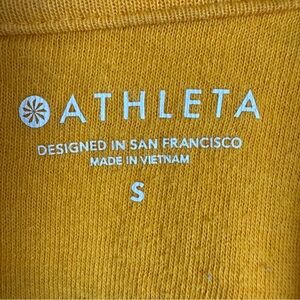 ATHLETA
DESIGNED IN SAN FRANCISCO
MADE IN VIETNAM
S